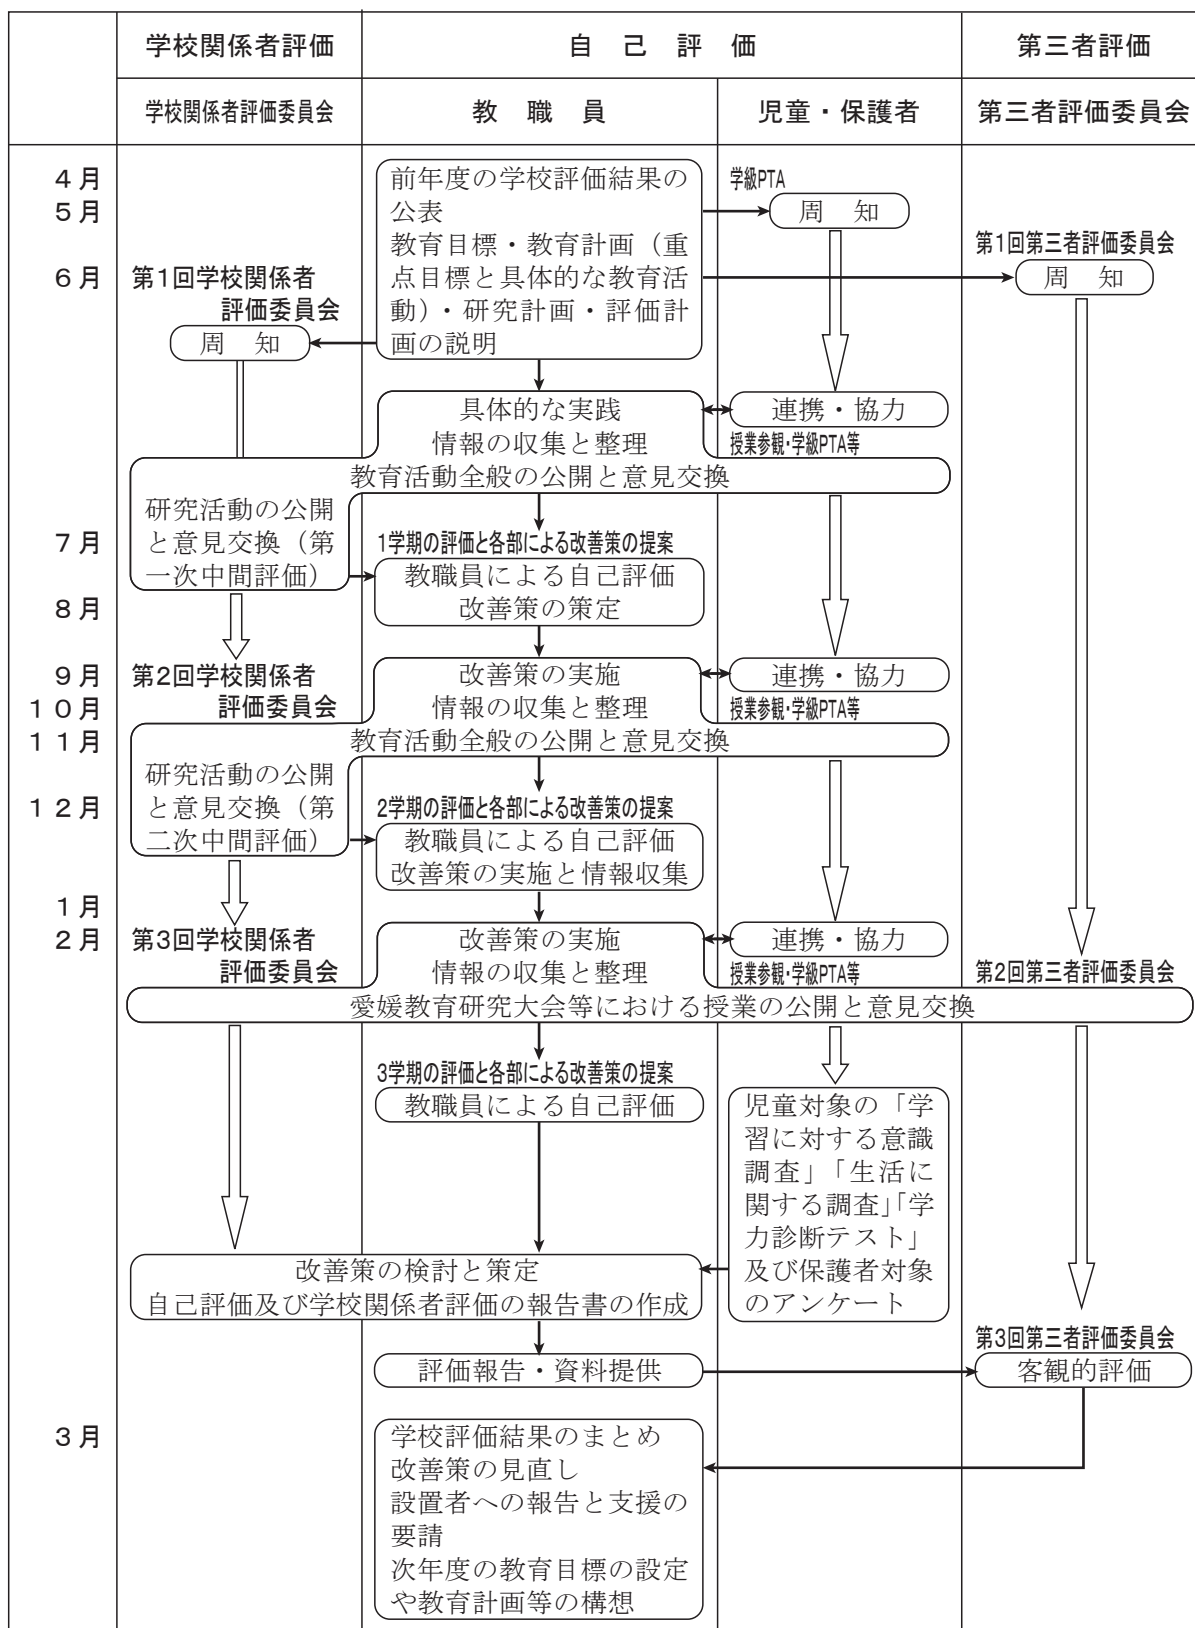 学校関係者評価
自己評価
第三者評価
学校関係者評価委員会
教職員
児童・保護者
第三者評価委員会
4月
5月
6月
7月
8月
9月
10月
11月
12月
1月
2月
3月
前年度の学校評価結果の
公表
教育目標・教育計画（重
点目標と具体的な教育活
動）・研究計画・評価計
画の説明
学級PTA
周知
第1回第三者評価委員会
周知
第1回学校関係者
評価委員会
周知
具体的な実践
情報の収集と整理
教育活動全般の公開と意見交換
連携・協力
授業参観・学級PTA等
研究活動の公開
と意見交換（第
一次中間評価）
1学期の評価と各部による改善策の提案
教職員による自己評価
改善策の策定
第2回学校関係者
評価委員会
改善策の実施
情報の収集と整理
教育活動全般の公開と意見交換
連携・協力
授業参観・学級PTA等
研究活動の公開
と意見交換（第
二次中間評価）
2学期の評価と各部による改善策の提案
教職員による自己評価
改善策の実施と情報収集
第3回学校関係者
評価委員会
改善策の実施
情報の収集と整理
連携・協力
授業参観・学級PTA等
第2回第三者評価委員会
愛媛教育研究大会等における授業の公開と意見交換
3学期の評価と各部による改善策の提案
教職員による自己評価
児童対象の「学
習に対する意識
調査」「生活に
関する調査」「学
力診断テスト」
及び保護者対象
のアンケート
改善策の検討と策定
自己評価及び学校関係者評価の報告書の作成
第3回第三者評価委員会
評価報告・資料提供
客観的評価
学校評価結果のまとめ
改善策の見直し
設置者への報告と支援の
要請
次年度の教育目標の設定
や教育計画等の構想